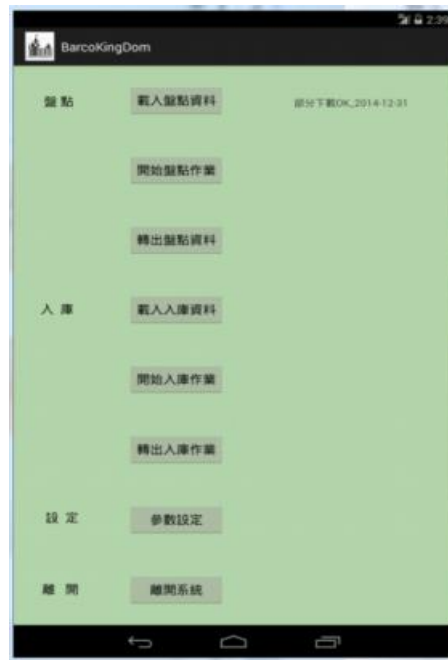 2:39
BarcoKingDom
盤 點 載入盤點資料 部分下載OK_2014-12-31
開始盤點作業
轉出盤點資料
入 庫 載入入庫資料
開始入庫作業
轉出入庫作業
設 定 參數設定
離 開 離開系統